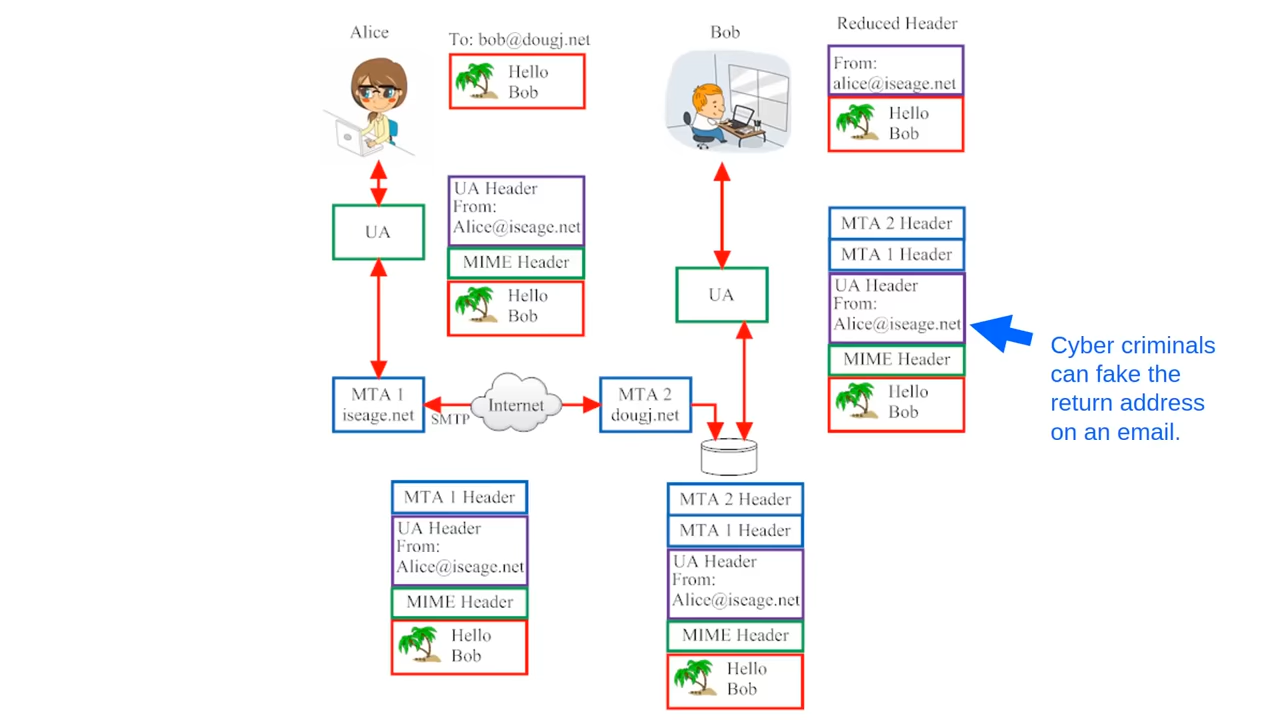 Alice
To: bob@dougj.net
Hello
Bob
Bob
Reduced Header
From:
alice@iseage.net
Hello
Bob
UA
UA Header
From:
Alice@iseage.net
MIME Header
Hello
Bob
UA
MTA 2 Header
MTA 1 Header
UA Header
From:
Alice@iseage.net
MIME Header
Hello
Bob
Cyber criminals
can fake the
return address
on an email.
MTA 1
iseage.net
SMTP
Internet
MTA 2
dougj.net
MTA 1 Header
UA Header
From:
Alice@iseage.net
MIME Header
Hello
Bob
MTA 2 Header
MTA 1 Header
UA Header
From:
Alice@iseage.net
MIME Header
Hello
Bob